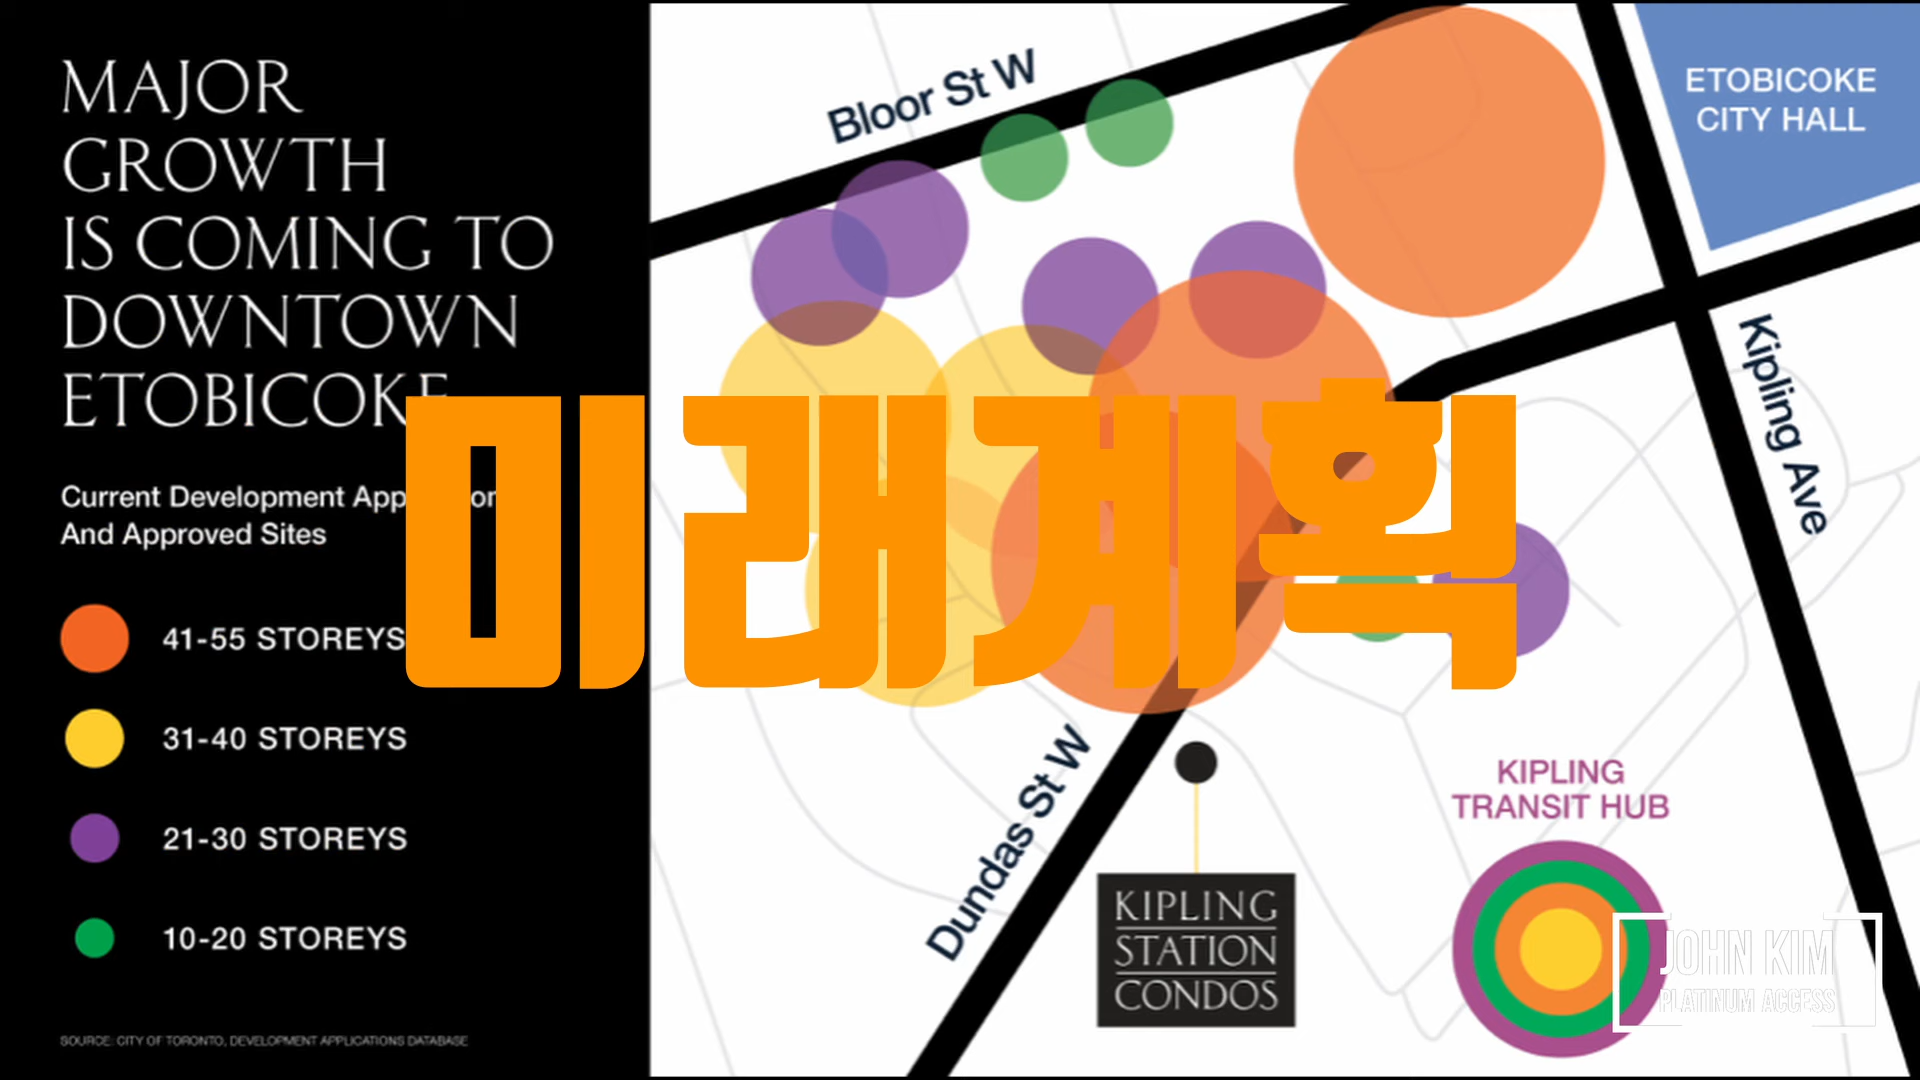 MAJOR
GROWTH
IS COMING TO
DOWNTOWN
ETOBICOKE
Current Development App
And Approved Sites
41-55 STOREYS
31-40 STOREYS
21-30 STOREYS
10-20 STOREYS
SOURCE: CITY OF TORONTO, DEVELOPMENT APPLICATIONS DATABASE
미래계획
Bloor St W
ETOBICOKE
CITY HALL
Kipling Ave
Dundas St W
KIPLING
STATION
CONDOS
KIPLING
TRANSIT HUB
JOHN KIM
PLATINUM ACCESS